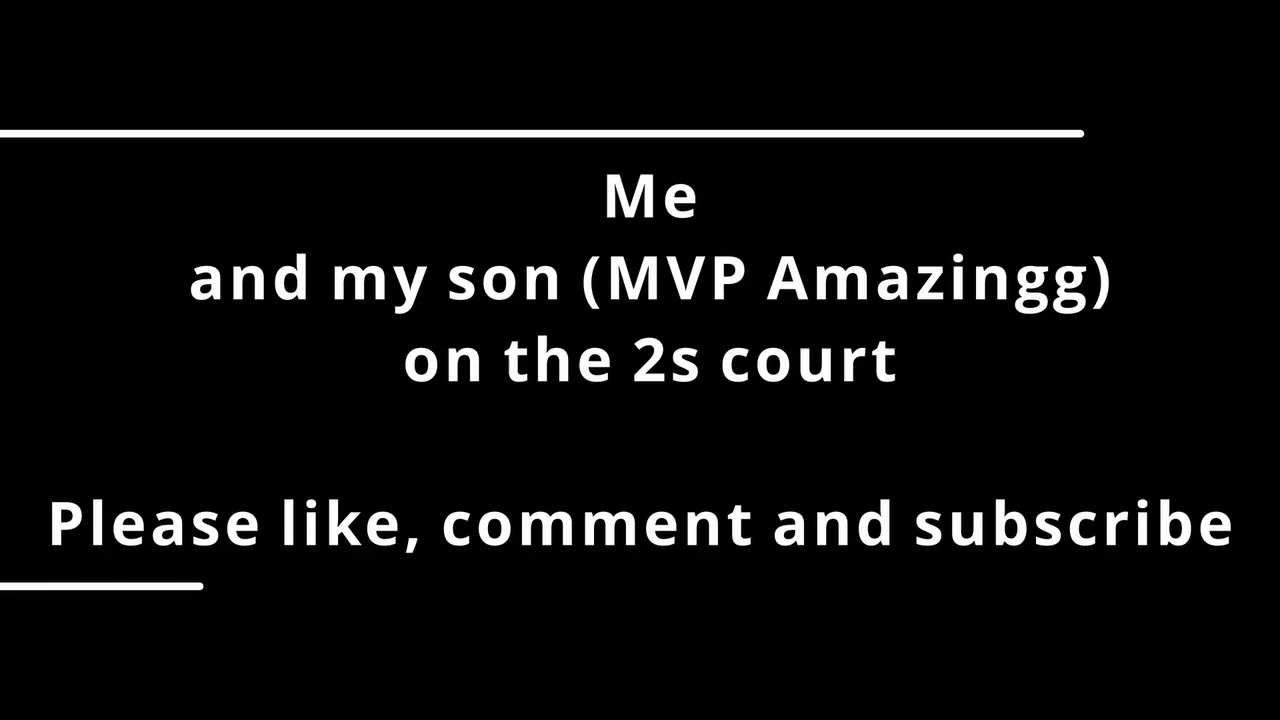 Me
and my son (MVP Amazingg)
on the 2s court
Please like, comment and subscribe